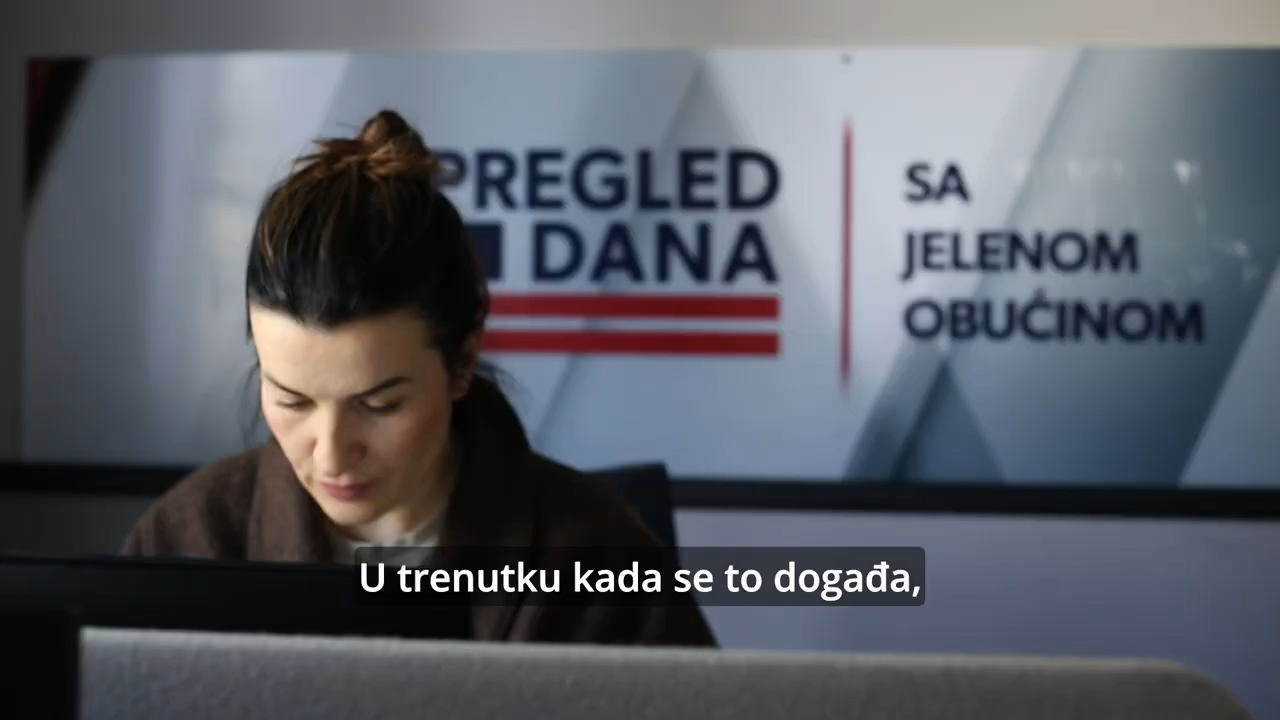 PREGLED
DANA
SA
JELENOM
OBUĆINOM
U trenutku kada se to događa,